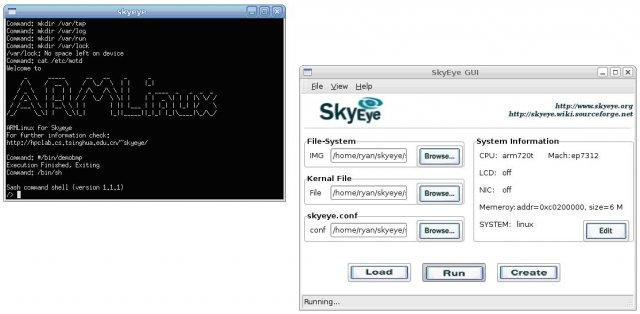 skyeye
Command: mkdir /var/tmp
Command: mkdir /var/log
Command: mkdir /var/run
Command: mkdir /var/lock
/var/lock: No space left on device
Command: cat /etc/motd
Welcome to
ARMLinux
ARMLinux For Skyeye
For further information check:
http://hpclab.cs.tsinghua.edu.cn/~skyeye/
Command: #/bin/demobmp
Execution Finished, Exiting
Command: /bin/sh
Sash command shell (version 1.1.1)
/>
SkyEye GUI
File View Help
SkyEye
http://www.skyeye.org
http://skyeye.wiki.sourceforge.net
File-System
IMG /home/ryan/skyeye/s Browse...
Kernal File
File /home/ryan/skyeye/s Browse...
skyeye.conf
conf /home/ryan/skyeye/s Browse...
System Information
CPU: arm720t Mach:ep7312
LCD: off
NIC: off
Memeroy:addr=0xc0200000, size=6 M
SYSTEM: linux
Edit
Load Run Create
Running...